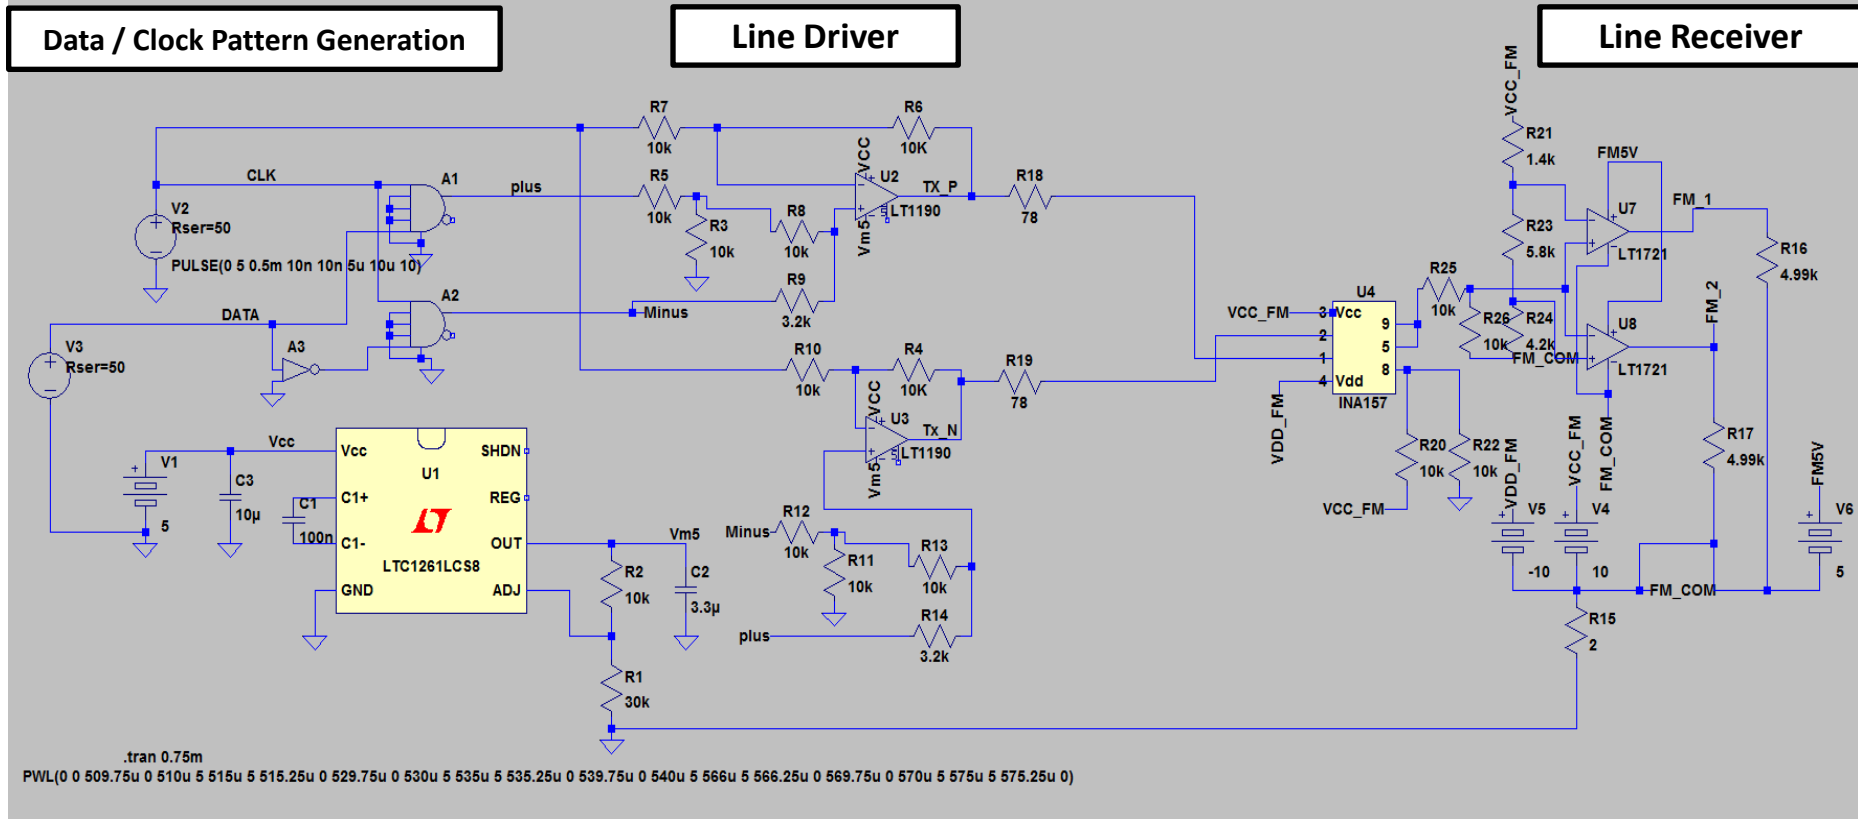 Data / Clock Pattern Generation
Line Driver
Line Receiver
V2
Rser=50
PULSE(0 5 0.5m 10n 10n 5u 10u 10)
CLK
A1
plus
DATA
A2
Minus
V3
Rser=50
A3
R7
10k
R5
10k
R3
10k
R8
10k
R9
3.2k
R6
10K
VCC
U2
LT1190
Vm5
TX_P
R18
78
R10
10k
R4
10K
VCC
U3
LT1190
Vm5
Tx_N
R19
78
Minus
R12
10k
R11
10k
R13
10k
plus
R14
3.2k
V1
5
Vcc
C3
10µ
C1
100n
Vcc
C1+
C1-
GND
U1
LTC1261LCS8
SHDN
REG
OUT
ADJ
Vm5
R2
10k
C2
3.3µ
R1
30k
U4
VCC_FM
3
Vcc
2
1
4
Vdd
9
5
8
INA157
VDD_FM
R20
10k
R22
10k
VCC_FM
R25
10k
R26
10k
R24
4.2k
FM_COM
VCC_FM
R21
1.4k
R23
5.8k
FM5V
U7
LT1721
FM_1
U8
LT1721
FM_2
R16
4.99k
R17
4.99k
FM_COM
VDD_FM
V5
-10
VCC_FM
V4
10
FM_COM
FM5V
V6
5
R15
2
.tran 0.75m
PWL(0 0 509.75u 0 510u 5 515u 5 515.25u 0 529.75u 0 530u 5 535u 5 535.25u 0 539.75u 0 540u 5 566u 5 566.25u 0 569.75u 0 570u 5 575u 5 575.25u 0)